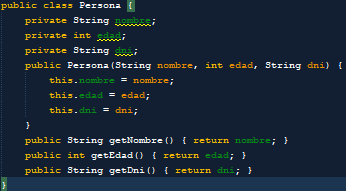 public class Persona {
private String nombre;
private int edad;
private String dni;
public Persona(String nombre, int edad, String dni) {
this.nombre = nombre;
this.edad = edad;
this.dni = dni;
}
public String getNombre() { return nombre; }
public int getEdad() { return edad; }
public String getDni() { return dni; }
}